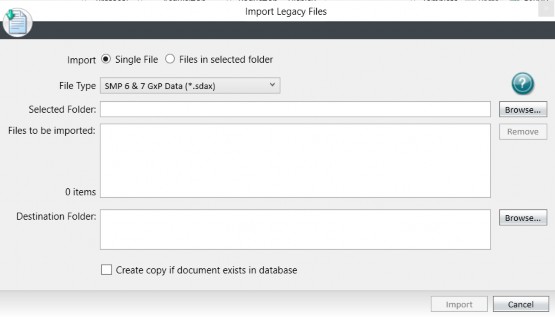 Import Legacy Files
Import Single File Files in selected folder
File Type SMP 6 & 7 GxP Data (*.sdax)
?
Selected Folder: Browse...
Files to be imported: Remove
0 items
Destination Folder: Browse...
Create copy if document exists in database
Import Cancel